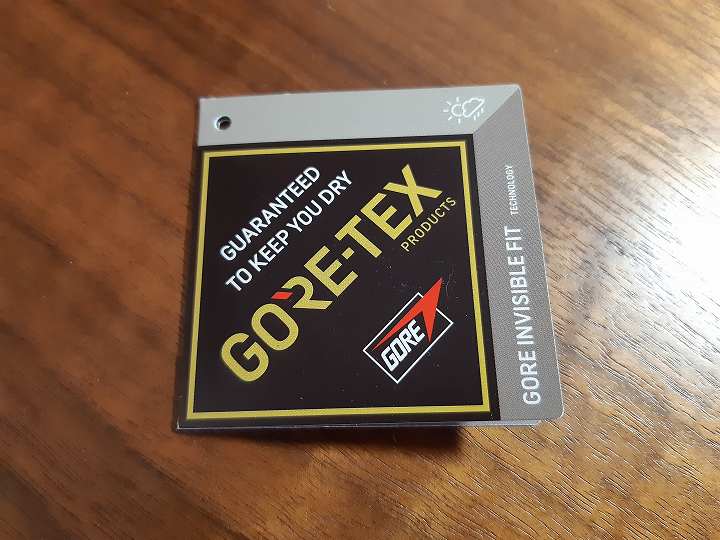 GUARANTEED
TO KEEP YOU DRY
GORE-TEX
PRODUCTS
GORE
GORE INVISIBLE FIT
TECHNOLOGY